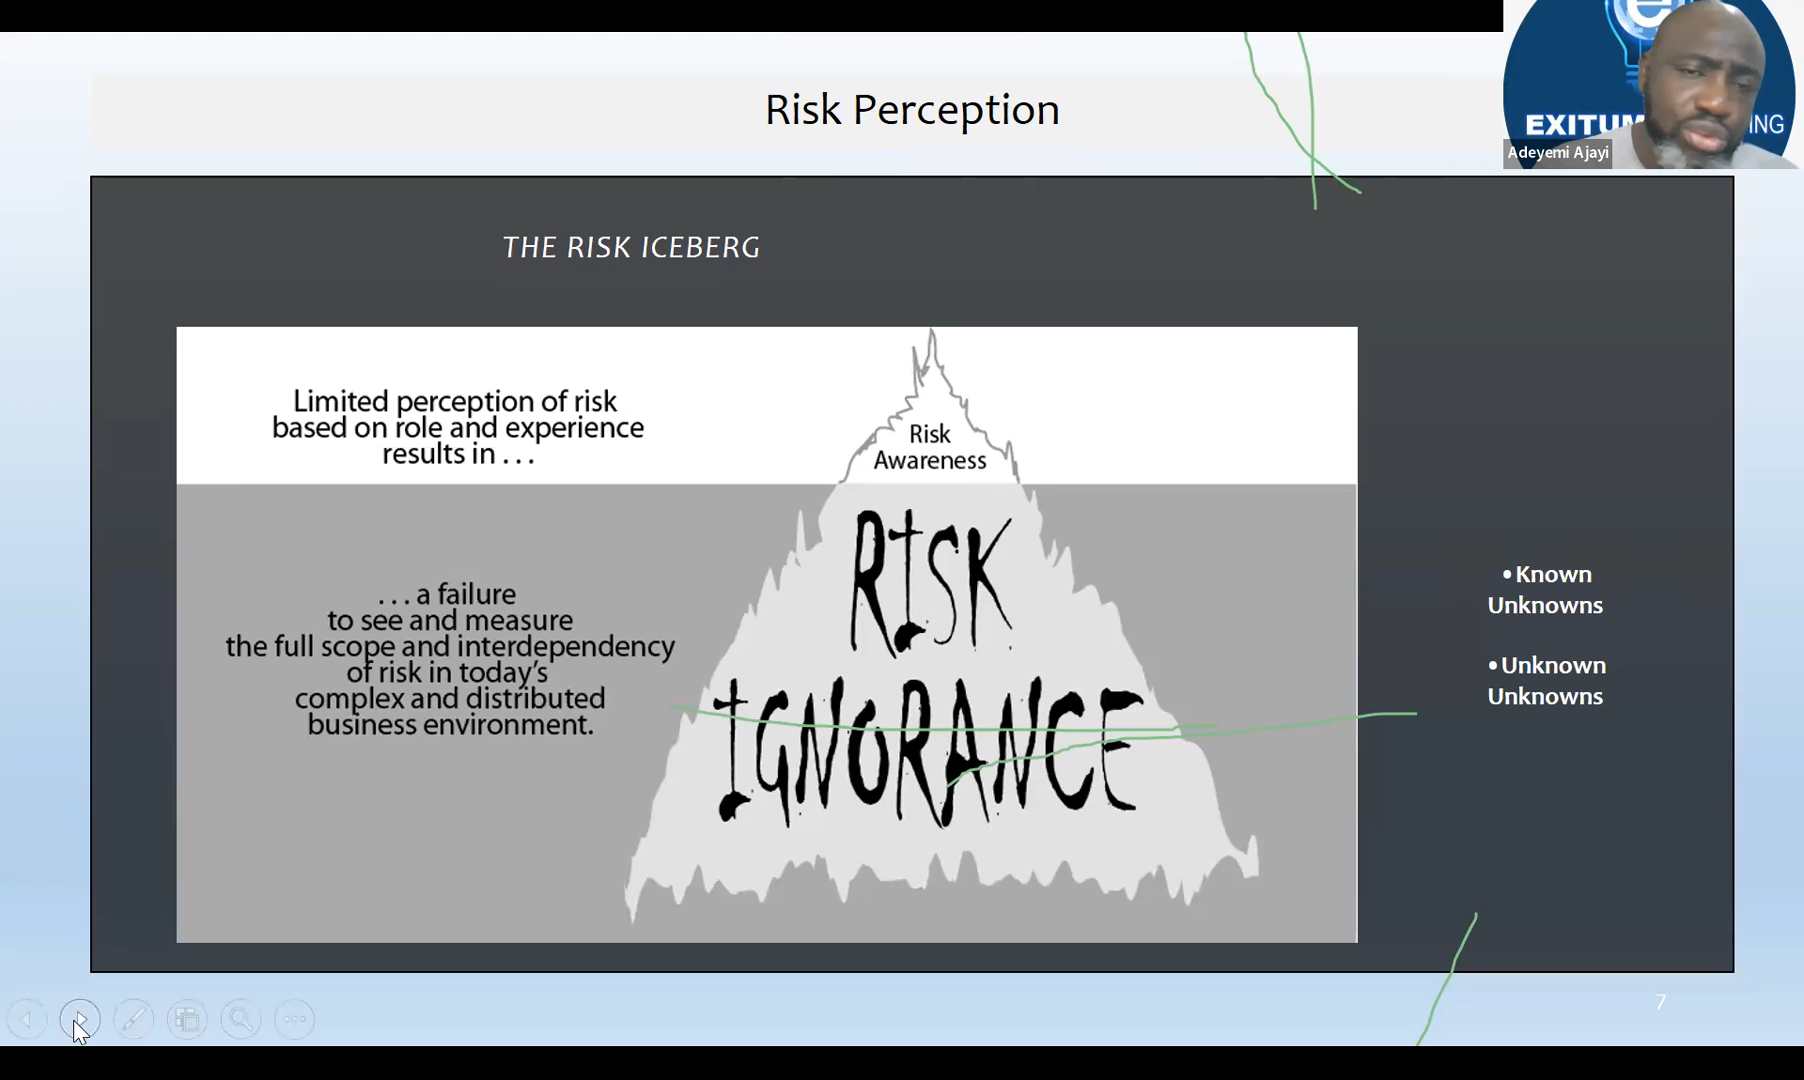 Risk Perception
EXITUM
ING
Adeyemi Ajayi
THE RISK ICEBERG
Limited perception of risk
based on role and experience
results in . . .
Risk
Awareness
RISK
IGNORANCE
. . . a failure
to see and measure
the full scope and interdependency
of risk in today's
complex and distributed
business environment.
• Known
Unknowns
• Unknown
Unknowns
7